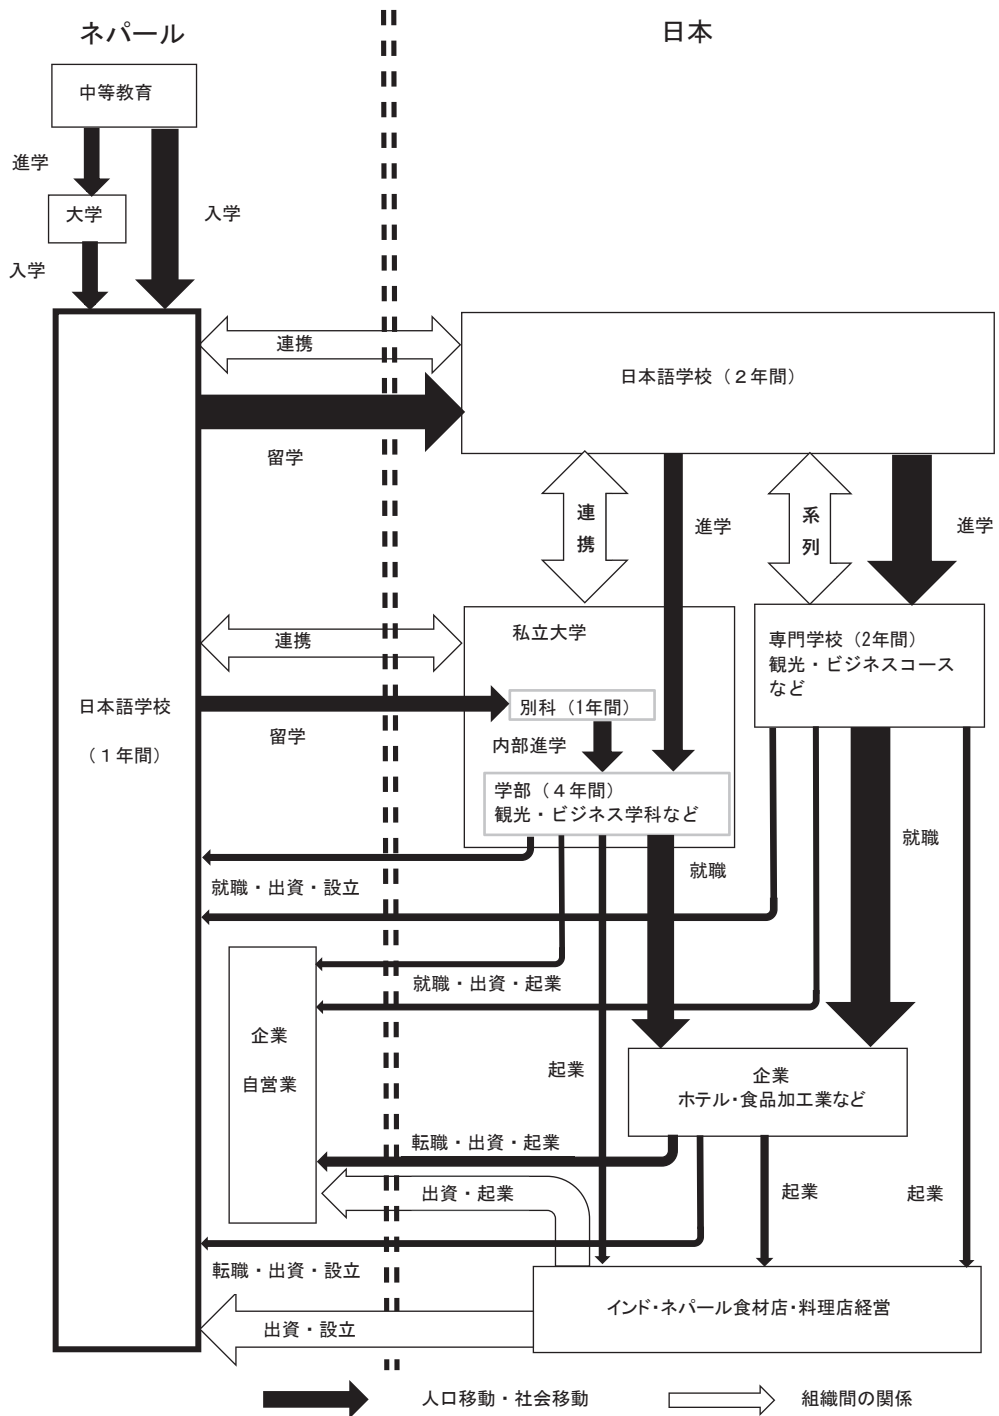 ネパール
日本
中等教育
進学
大学
入学
入学
連携
日本語学校(２年間)
留学
連
携
進学
系
列
進学
連携
私立大学
専門学校(2年間)
観光・ビジネスコース
など
日本語学校
(１年間)
留学
別科(1年間)
内部進学
学部(４年間)
観光・ビジネス学科など
就職
就職
就職・出資・設立
就職・出資・起業
企業
自営業
起業
企業
ホテル・食品加工業など
転職・出資・起業
出資・起業
起業
起業
転職・出資・設立
インド・ネパール食材店・料理店経営
出資・設立
人口移動・社会移動
組織間の関係